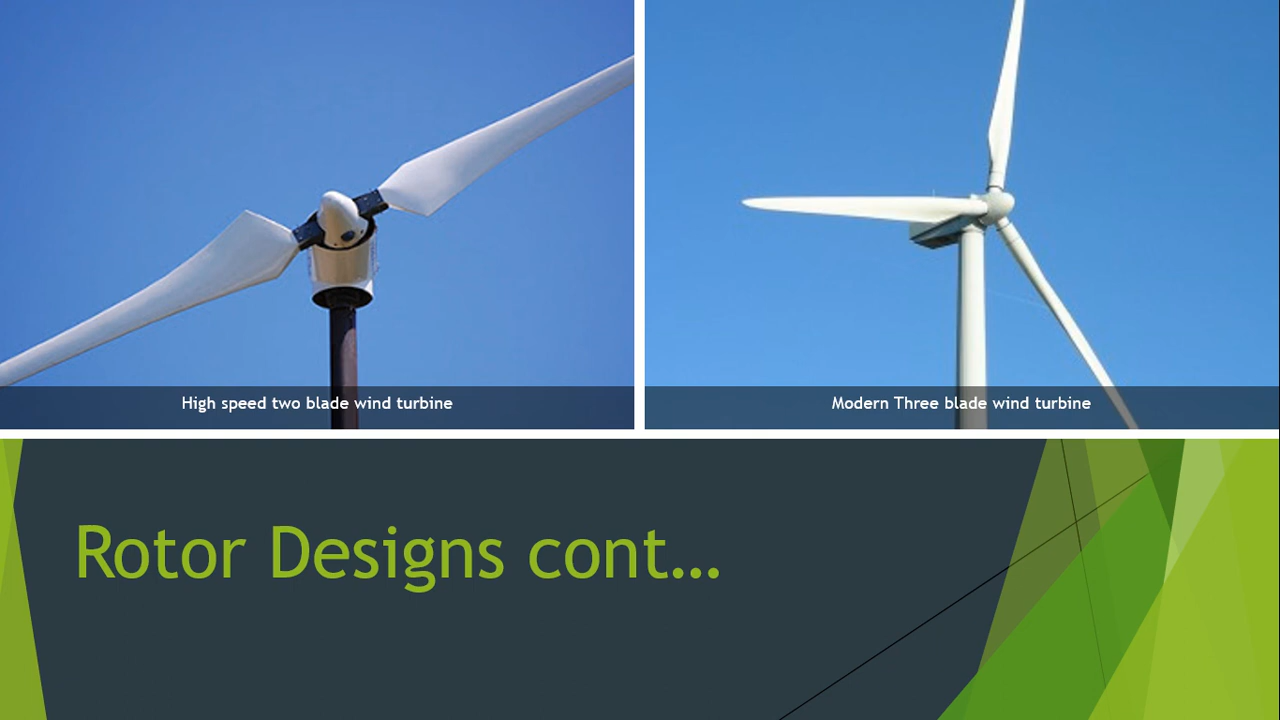 High speed two blade wind turbine
Modern Three blade wind turbine
Rotor Designs cont…